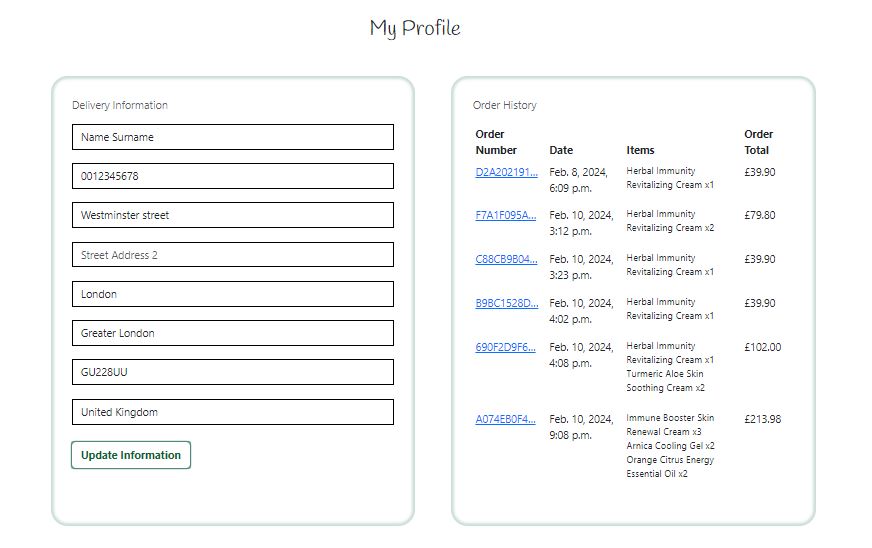 My Profile
Delivery Information
Name Surname
0012345678
Westminster street
Street Address 2
London
Greater London
GU228UU
United Kingdom
Update Information
Order History
Order Number Date Items Order Total
D2A202191... Feb. 8, 2024, 6:09 p.m. Herbal Immunity Revitalizing Cream x1 £39.90
F7A1F095A... Feb. 10, 2024, 3:12 p.m. Herbal Immunity Revitalizing Cream x2 £79.80
C88CB9B04... Feb. 10, 2024, 3:23 p.m. Herbal Immunity Revitalizing Cream x1 £39.90
B9BC1528D... Feb. 10, 2024, 4:02 p.m. Herbal Immunity Revitalizing Cream x1 £39.90
690F2D9F6... Feb. 10, 2024, 4:08 p.m. Herbal Immunity Revitalizing Cream x1 Turmeric Aloe Skin Soothing Cream x2 £102.00
A074EB0F4... Feb. 10, 2024, 9:08 p.m. Immune Booster Skin Renewal Cream x3 Arnica Cooling Gel x2 Orange Citrus Energy Essential Oil x2 £213.98